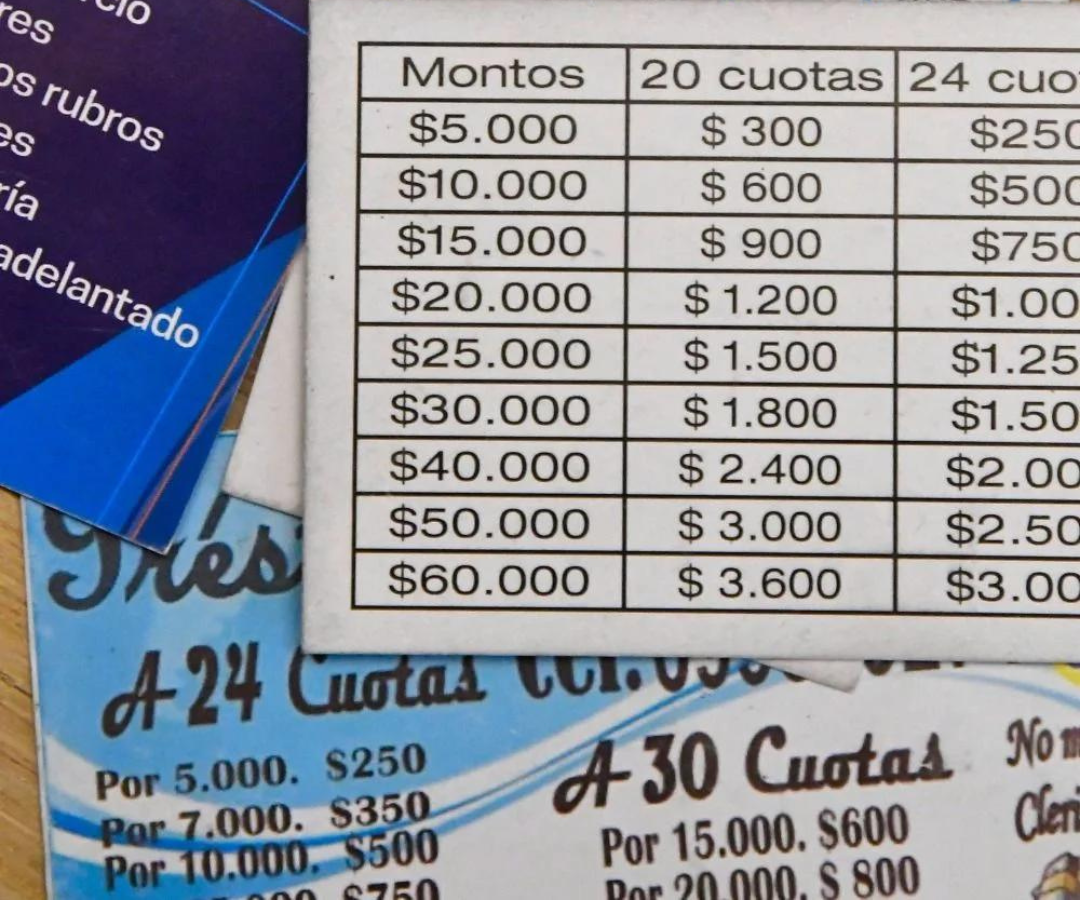 os rubros
adelantado
Montos 20 cuotas 24
$5.000 $ 300
$10.000 $ 600
$15.000 $ 900
$20.000 $ 1.200
$25.000 $ 1.500
$30.000 $ 1.800
$40.000 $ 2.400
$50.000 $ 3.000
$60.000 $ 3.600
A 24 Cuotas
Por 5.000. $250
Por 7.000. $350
Por 10.000. $500
$750
A 30 Cuotas
Por 15.000. $600
Por 20.000. $ 800
No